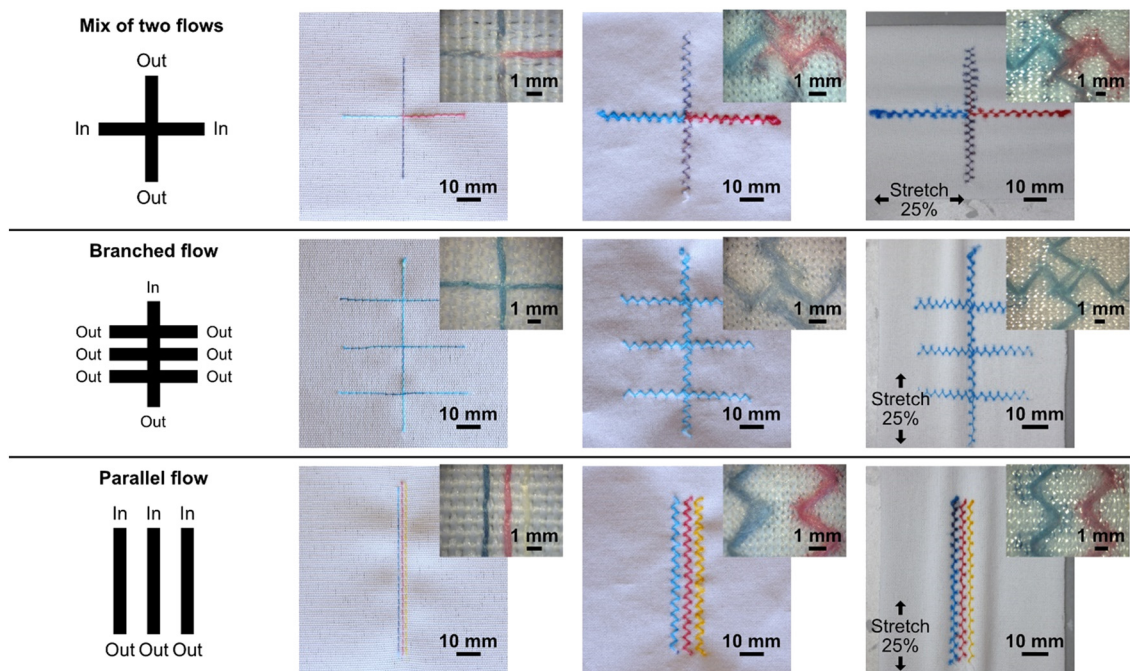 Mix of two flows
Out
In In
Out
1 mm
10 mm
1 mm
10 mm
1 mm
Stretch
25%
10 mm
Branched flow
In
Out Out
Out Out
Out Out
Out
1 mm
10 mm
1 mm
10 mm
1 mm
Stretch
25%
10 mm
Parallel flow
In In In
Out Out Out
1 mm
10 mm
1 mm
10 mm
1 mm
Stretch
25%
10 mm